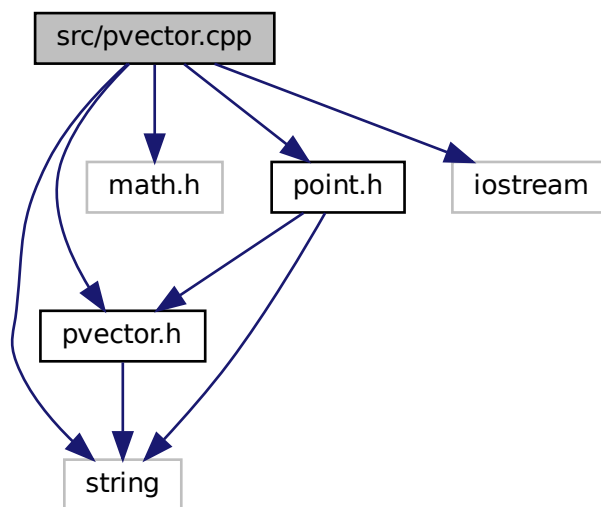 src/pvector.cpp
math.h
point.h
iostream
pvector.h
string